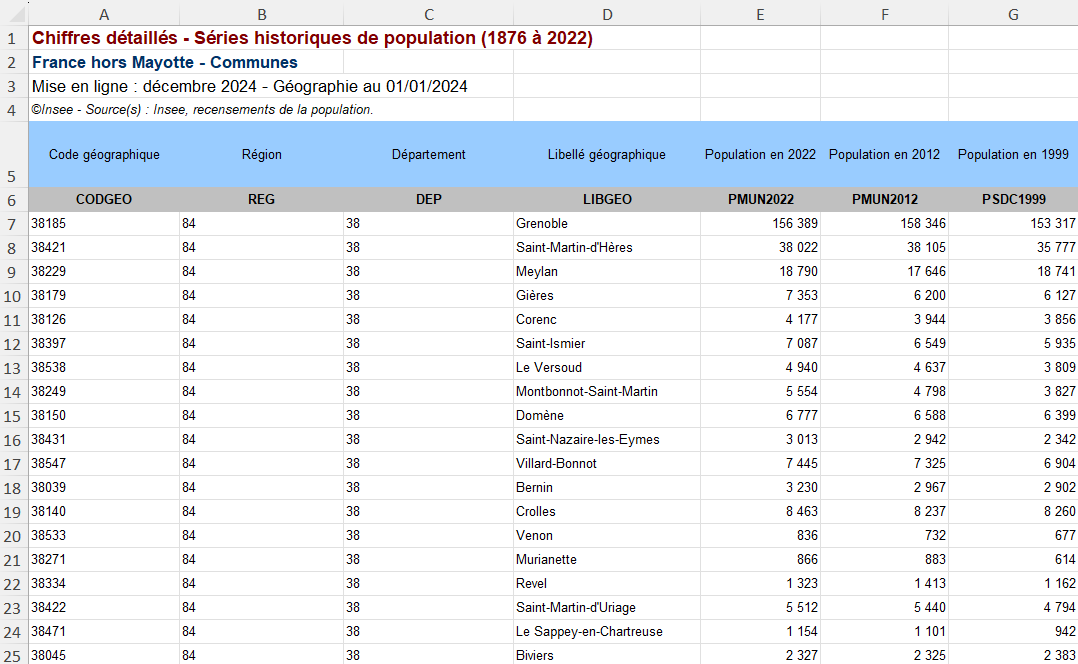 A B C D E F G
1 Chiffres détaillés - Séries historiques de population (1876 à 2022)
2 France hors Mayotte - Communes
3 Mise en ligne : décembre 2024 - Géographie au 01/01/2024
4 ©Insee - Source(s) : Insee, recensements de la population.
5 Code géographique Région Département Libellé géographique Population en 2022 Population en 2012 Population en 1999
6 CODGEO REG DEP LIBGEO PMUN2022 PMUN2012 PSDC1999
7 38185 84 38 Grenoble 156 389 158 346 153 317
8 38421 84 38 Saint-Martin-d'Hères 38 022 38 105 35 777
9 38229 84 38 Meylan 18 790 17 646 18 741
10 38179 84 38 Gières 7 353 6 200 6 127
11 38126 84 38 Corenc 4 177 3 944 3 856
12 38397 84 38 Saint-Ismier 7 087 6 549 5 935
13 38538 84 38 Le Versoud 4 940 4 637 3 809
14 38249 84 38 Montbonnot-Saint-Martin 5 554 4 798 3 827
15 38150 84 38 Domène 6 777 6 588 6 399
16 38431 84 38 Saint-Nazaire-les-Eymes 3 013 2 942 2 342
17 38547 84 38 Villard-Bonnot 7 445 7 325 6 904
18 38039 84 38 Bernin 3 230 2 967 2 902
19 38140 84 38 Crolles 8 463 8 237 8 260
20 38533 84 38 Venon 836 732 677
21 38271 84 38 Murianette 866 883 614
22 38334 84 38 Revel 1 323 1 413 1 162
23 38422 84 38 Saint-Martin-d'Uriage 5 512 5 440 4 794
24 38471 84 38 Le Sappey-en-Chartreuse 1 154 1 101 942
25 38045 84 38 Biviers 2 327 2 325 2 383